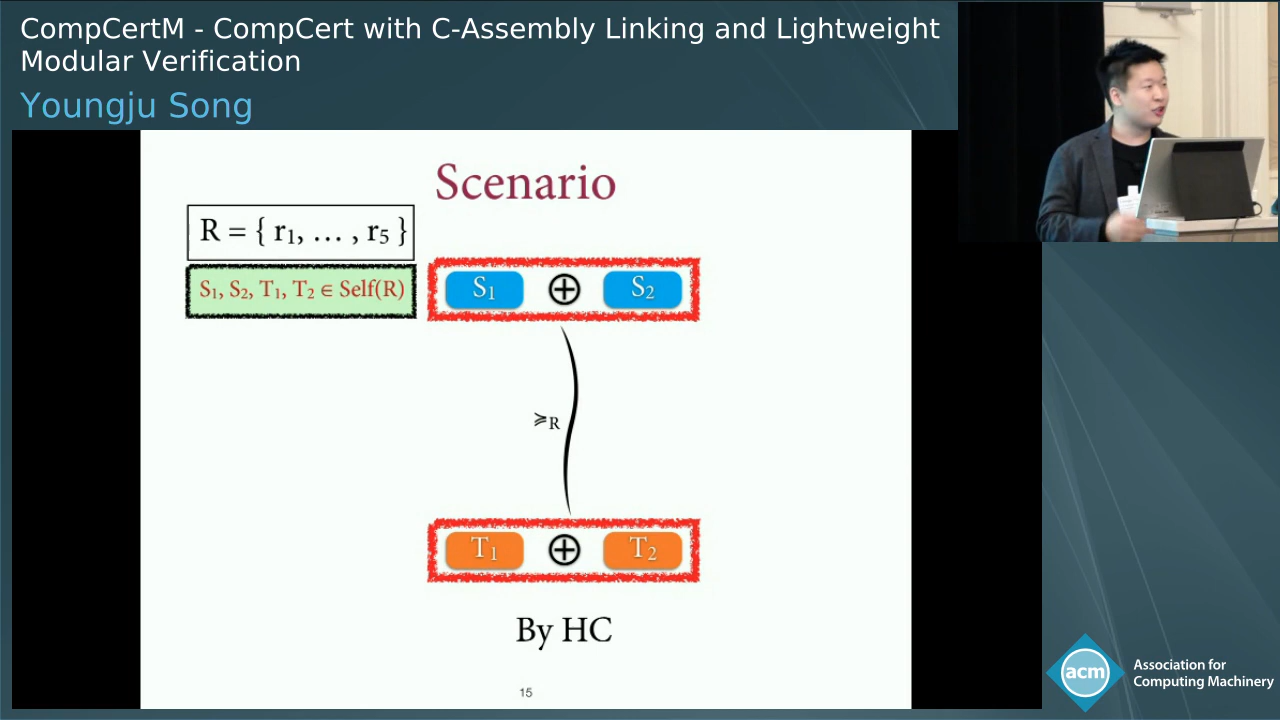 CompCertM - CompCert with C-Assembly Linking and Lightweight
Modular Verification
Youngju Song
Scenario
R = { r₁, … , r₅ }
S₁, S₂, T₁, T₂ ∈ Self(R)
S₁ ⊕ S₂
≽R
T₁ ⊕ T₂
By HC
15
acm
Association for
Computing Machinery